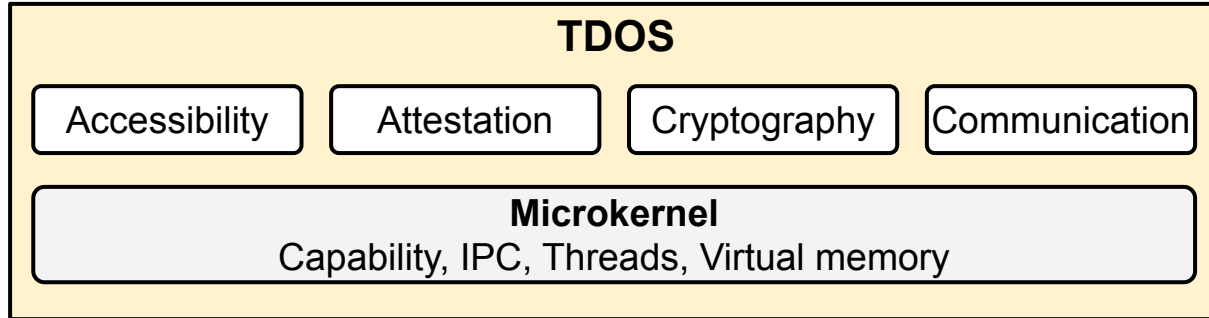 TDOS
Accessibility
Attestation
Cryptography
Communication
Microkernel
Capability, IPC, Threads, Virtual memory